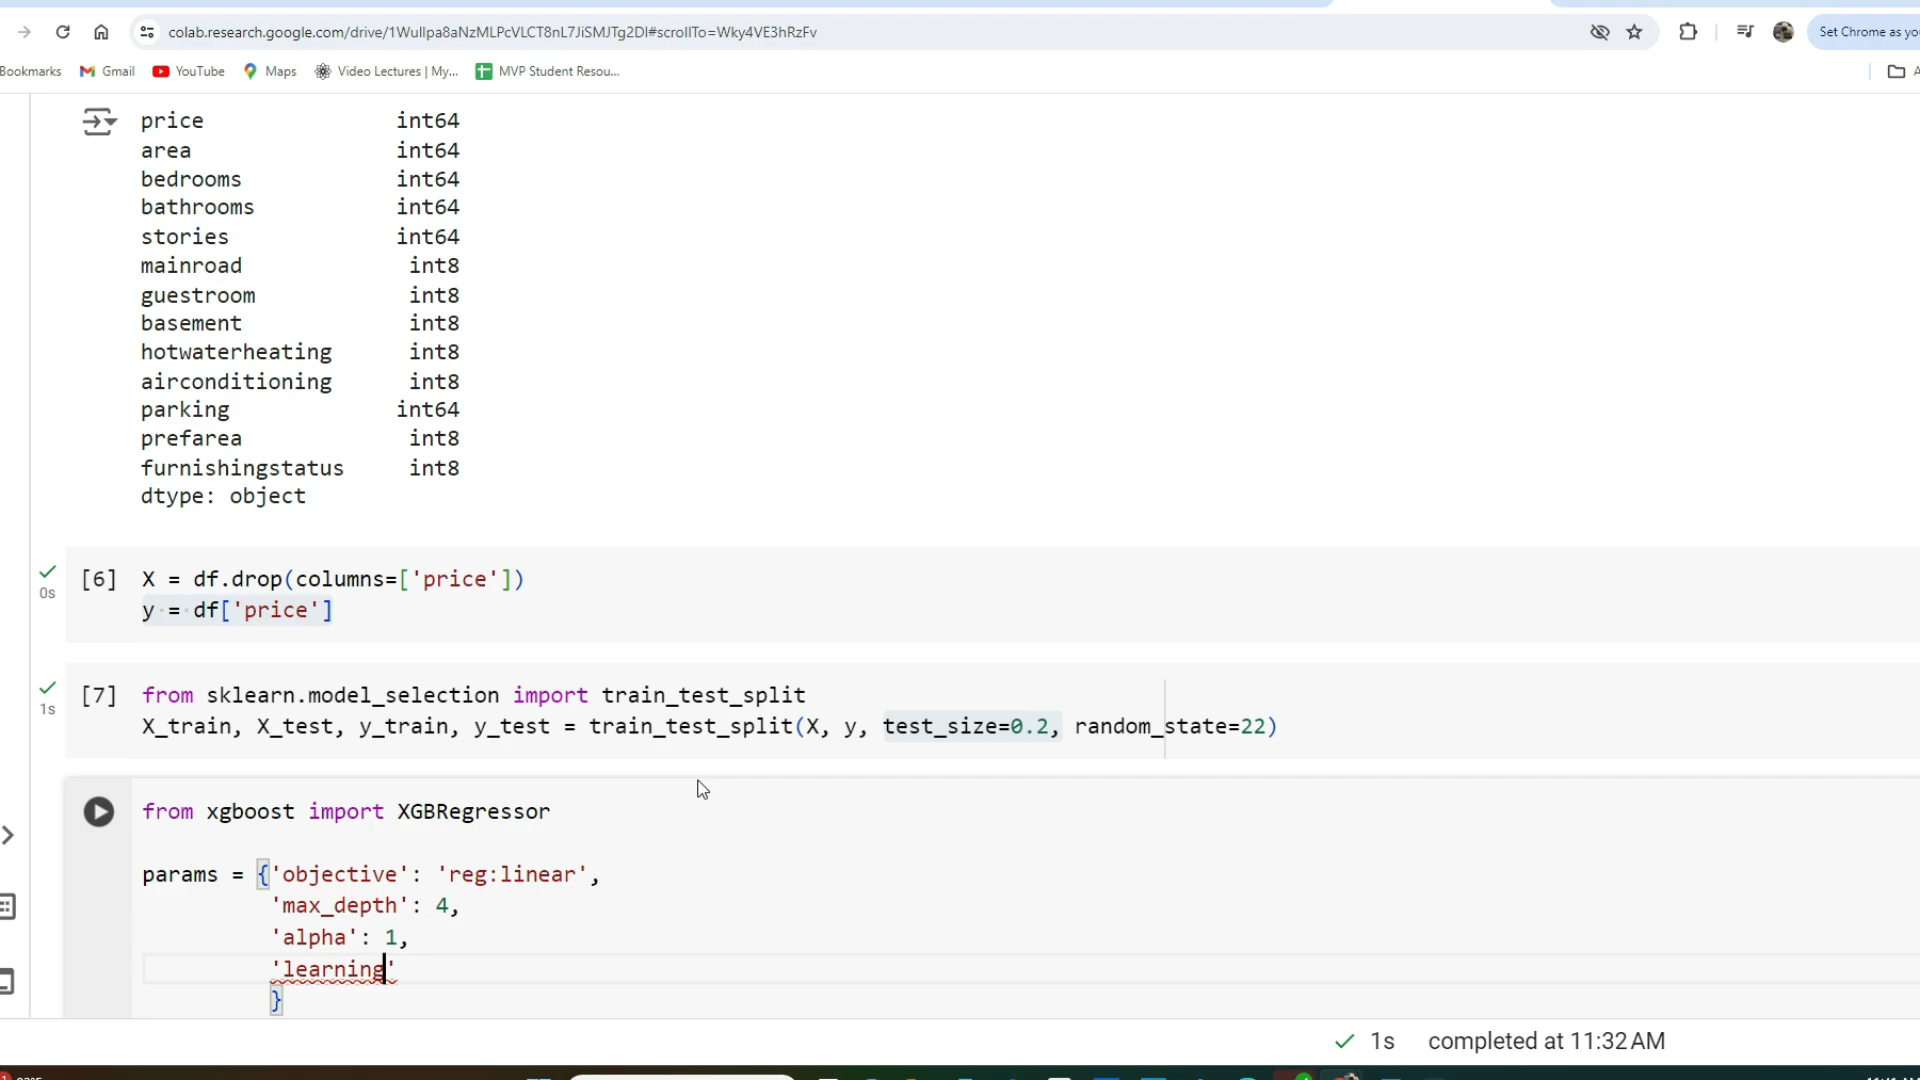 colab.research.google.com/drive/1Wullpa8aNzMLPcVLCT8nL7JiSMJTg2Dl#scrollTo=Wky4VE3hRzFv
Set Chrome as yo
Bookmarks Gmail YouTube Maps Video Lectures | My... MVP Student Resou...
price int64
area int64
bedrooms int64
bathrooms int64
stories int64
mainroad int8
guestroom int8
basement int8
hotwaterheating int8
airconditioning int8
parking int64
prefarea int8
furnishingstatus int8
dtype: object
[6] X = df.drop(columns=['price'])
0s
y = df['price']
[7] from sklearn.model_selection import train_test_split
1s
X_train, X_test, y_train, y_test = train_test_split(X, y, test_size=0.2, random_state=22)
from xgboost import XGBRegressor
params = {'objective': 'reg:linear',
'max_depth': 4,
'alpha': 1,
'learning'
}
1s completed at 11:32 AM